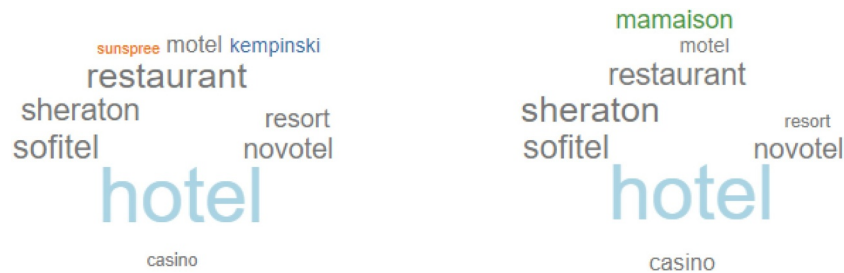 sunspree motel kempinski
restaurant
sheraton
resort
sofitel novotel
hotel
casino
mamaison
motel
restaurant
sheraton
resort
sofitel novotel
hotel
casino